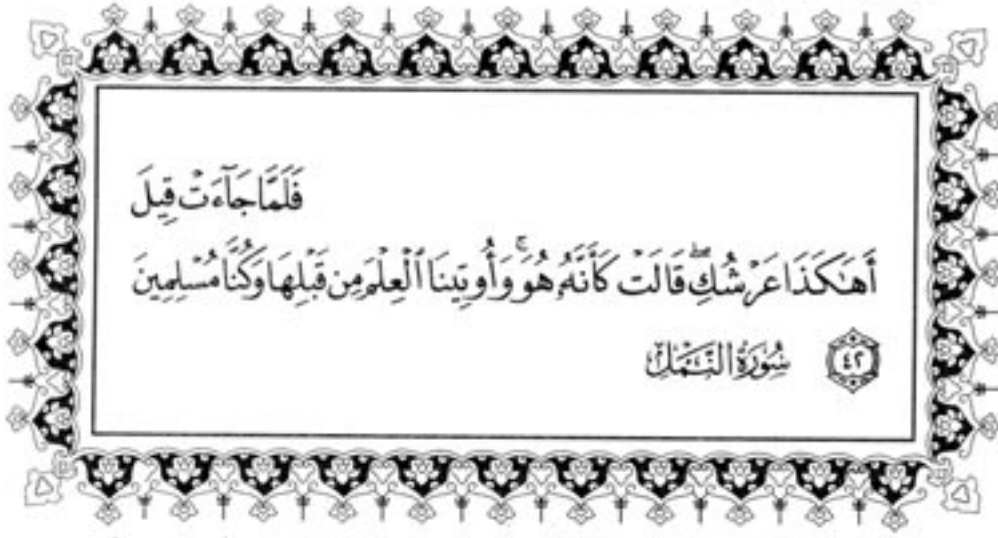 فَلَمَّا جَآءَتْ قِيلَ
أَهَٰكَذَا عَرْشُكِ ۖ قَالَتْ كَأَنَّهُۥ هُوَ ۚ وَأُوتِينَا ٱلْعِلْمَ مِن قَبْلِهَا وَكُنَّا مُسْلِمِينَ
٤٢ سُورَةُ النَّمْلِ